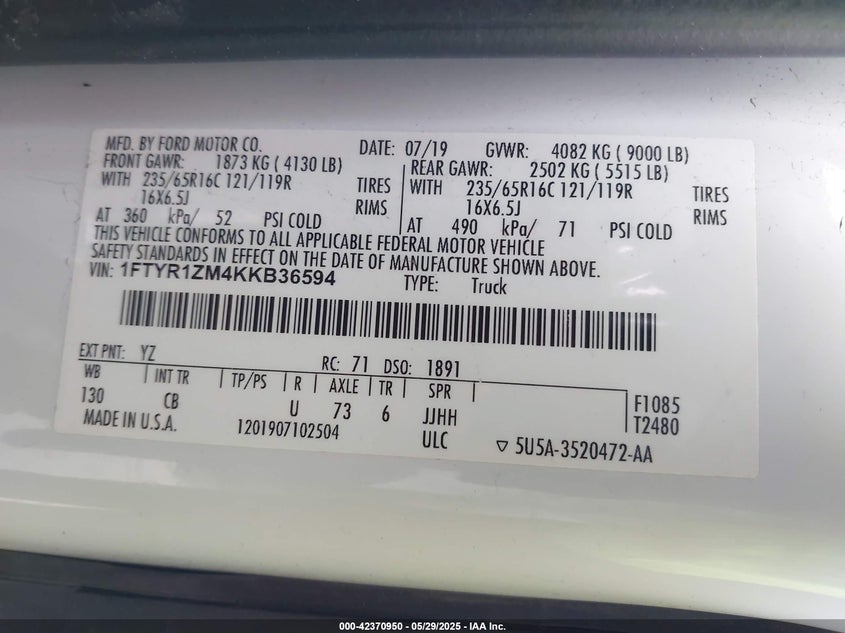 MFD. BY FORD MOTOR CO. DATE: 07/19 GVWR: 4082 KG ( 9000 LB)
FRONT GAWR: 1873 KG ( 4130 LB) REAR GAWR: 2502 KG ( 5515 LB)
WITH 235/65R16C 121/119R TIRES WITH 235/65R16C 121/119R TIRES
16X6.5J RIMS 16X6.5J RIMS
AT 360 kPa/ 52 PSI COLD AT 490 kPa/ 71 PSI COLD
THIS VEHICLE CONFORMS TO ALL APPLICABLE FEDERAL MOTOR VEHICLE
SAFETY STANDARDS IN EFFECT ON THE DATE OF MANUFACTURE SHOWN ABOVE.
VIN: 1FTYR1ZM4KKB36594 TYPE: Truck
EXT PNT: YZ RC: 71 DSO: 1891
WB INT TR TP/PS R AXLE TR SPR F1085
130 CB U 73 6 JJHH T2480
MADE IN U.S.A. 1201907102504 ULC ▽ 5U5A-3520472-AA
000-42370950 - 05/29/2025 - IAA Inc.